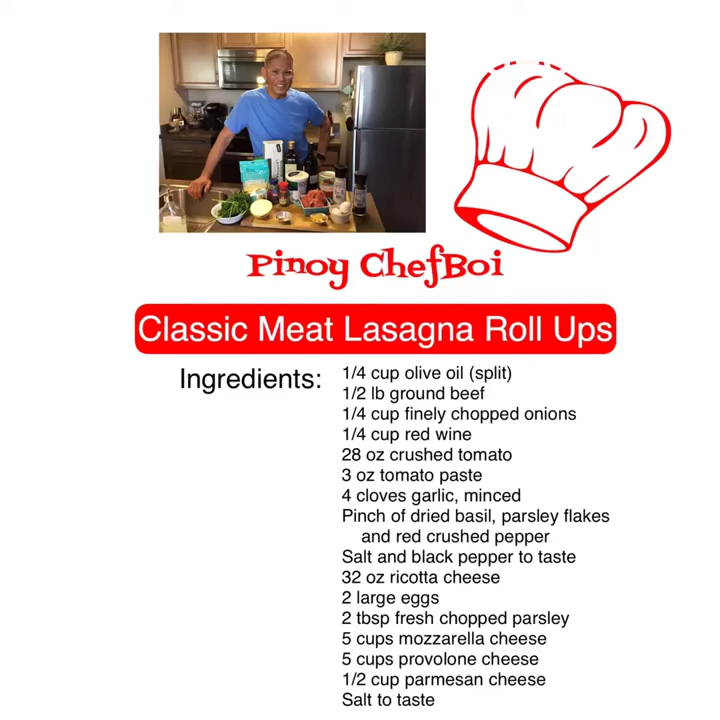 Pinoy ChefBoi
Classic Meat Lasagna Roll Ups
Ingredients:
1/4 cup olive oil (split)
1/2 lb ground beef
1/4 cup finely chopped onions
1/4 cup red wine
28 oz crushed tomato
3 oz tomato paste
4 cloves garlic, minced
Pinch of dried basil, parsley flakes
and red crushed pepper
Salt and black pepper to taste
32 oz ricotta cheese
2 large eggs
2 tbsp fresh chopped parsley
5 cups mozzarella cheese
5 cups provolone cheese
1/2 cup parmesan cheese
Salt to taste